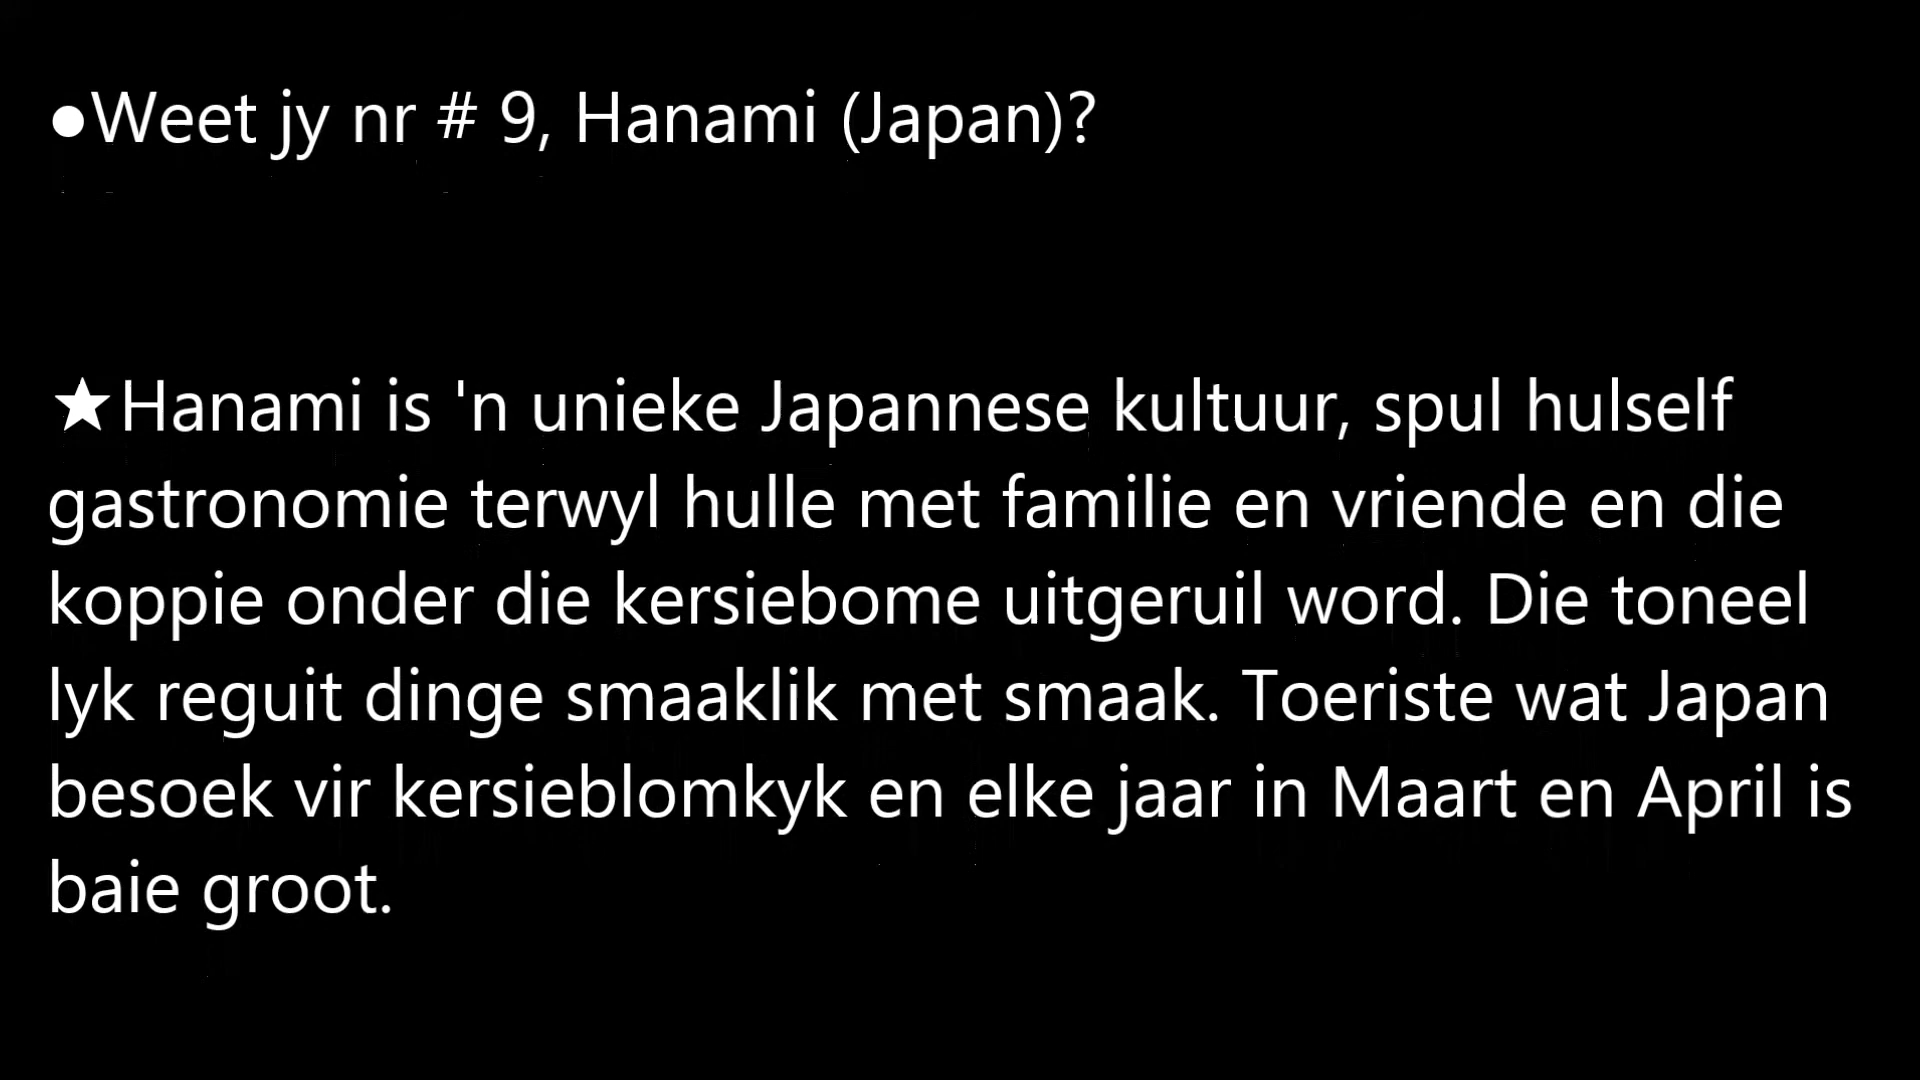 ●Weet jy nr # 9, Hanami (Japan)?
★Hanami is 'n unieke Japannese kultuur, spul hulself
gastronomie terwyl hulle met familie en vriende en die
koppie onder die kersiebome uitgeruil word. Die toneel
lyk reguit dinge smaaklik met smaak. Toeriste wat Japan
besoek vir kersieblomkyk en elke jaar in Maart en April is
baie groot.